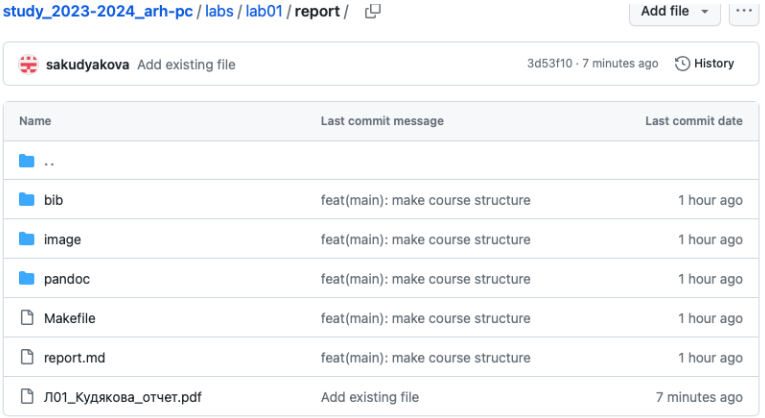 study_2023-2024_arh-pc / labs / lab01 / report / Add file ...
sakudyakova Add existing file 3d53f10 · 7 minutes ago History
Name Last commit message Last commit date
..
bib feat(main): make course structure 1 hour ago
image feat(main): make course structure 1 hour ago
pandoc feat(main): make course structure 1 hour ago
Makefile feat(main): make course structure 1 hour ago
report.md feat(main): make course structure 1 hour ago
Л01_Кудякова_отчет.pdf Add existing file 7 minutes ago